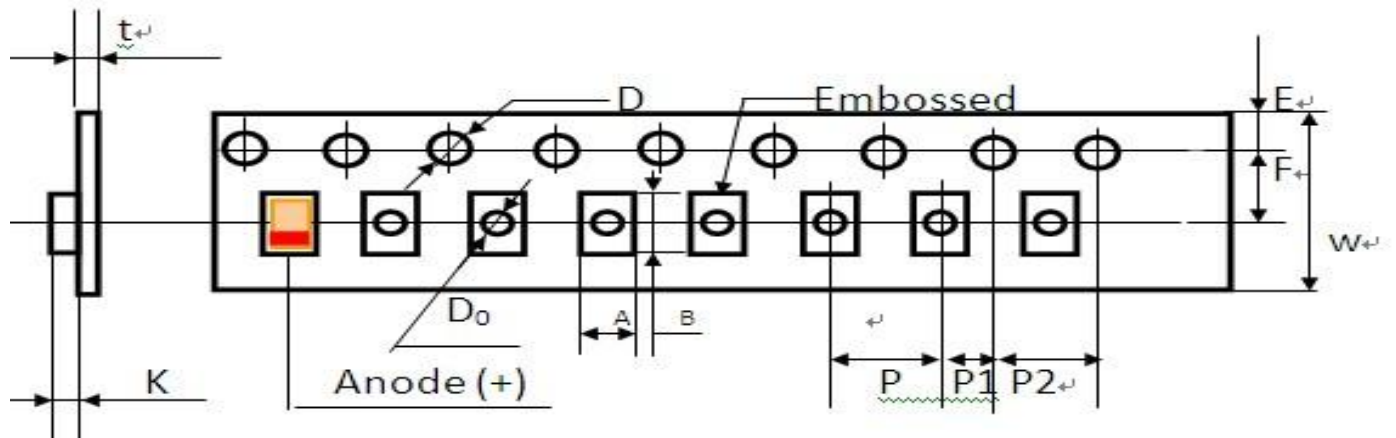 t↵
D
Embossed
E↵
F↵
W↵
D₀
A
B
↵
K
Anode (+)
P
P1
P2↵